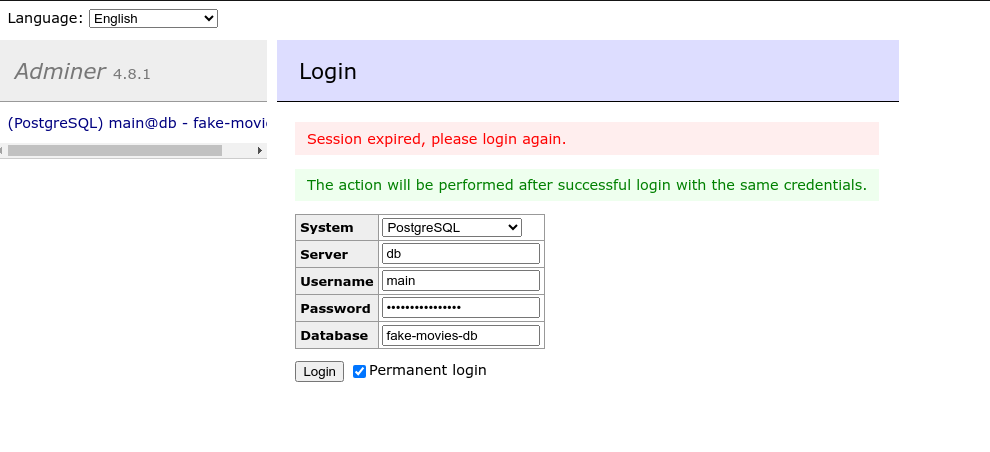 Language: English
Adminer 4.8.1
Login
(PostgreSQL) main@db - fake-movi
Session expired, please login again.
The action will be performed after successful login with the same credentials.
System PostgreSQL
Server db
Username main
Password ••••••••••••••••
Database fake-movies-db
Login Permanent login